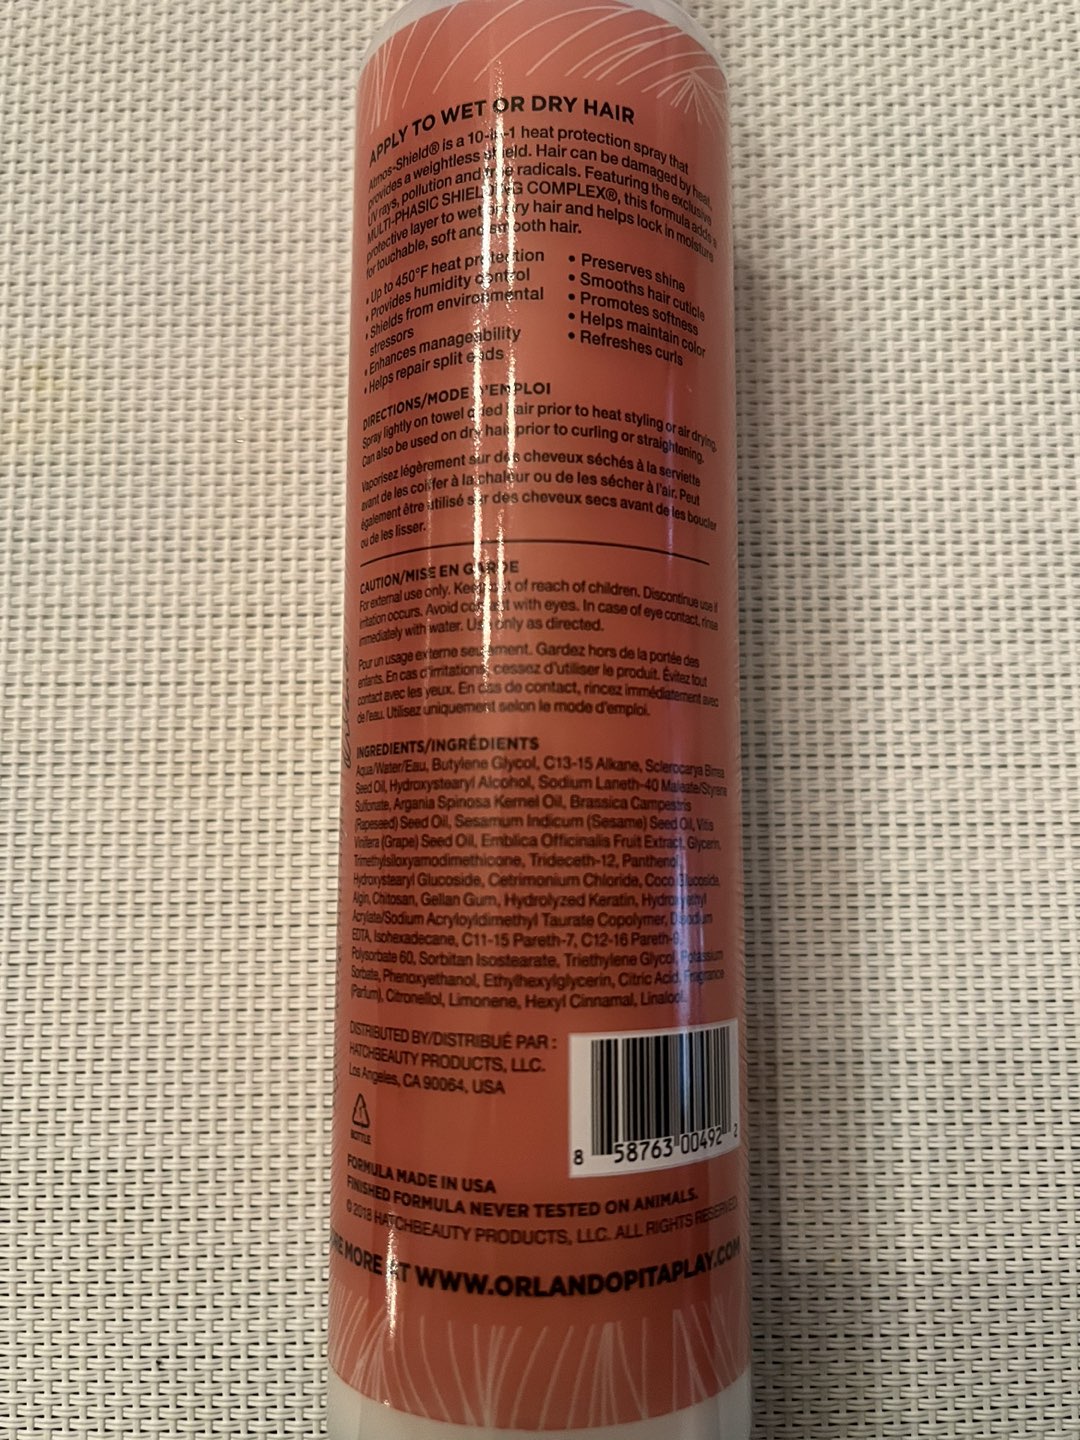 APPLY TO WET OR DRY HAIR
Atmos-Shield® is a 10-in-1 heat protection spray that
provides a weightless shield. Hair can be damaged by heat,
UV rays, pollution and free radicals. Featuring the exclusive
MULTI-PHASIC SHIELDING COMPLEX®, this formula adds a
protective layer to wet or dry hair and helps lock in moisture
for touchable, soft and smooth hair.
• Up to 450°F heat protection
• Provides humidity control
• Shields from environmental
stressors
• Enhances manageability
• Helps repair split ends
• Preserves shine
• Smooths hair cuticle
• Promotes softness
• Helps maintain color
• Refreshes curls
DIRECTIONS/MODE D'EMPLOI
Spray lightly on towel dried hair prior to heat styling or air drying.
Can also be used on dry hair prior to curling or straightening.
Vaporisez légèrement sur des cheveux séchés à la serviette
avant de les coiffer à la chaleur ou de les sécher à l'air. Peut
également être utilisé sur des cheveux secs avant de les boucler
ou de les lisser.
CAUTION/MISE EN GARDE
For external use only. Keep out of reach of children. Discontinue use if
irritation occurs. Avoid contact with eyes. In case of eye contact, rinse
immediately with water. Use only as directed.
Pour un usage externe seulement. Gardez hors de la portée des
enfants. En cas d'irritations, cessez d'utiliser le produit. Évitez tout
contact avec les yeux. En cas de contact, rincez immédiatement avec
de l'eau. Utilisez uniquement selon le mode d'emploi.
INGREDIENTS/INGRÉDIENTS
Aqua/Water/Eau, Butylene Glycol, C13-15 Alkane, Sclerocarya Birrea
Seed Oil, Hydroxystearyl Alcohol, Sodium Laneth-40 Maleate/Styrene
Sulfonate, Argania Spinosa Kernel Oil, Brassica Campestris
(Rapeseed) Seed Oil, Sesamum Indicum (Sesame) Seed Oil, Vitis
Vinifera (Grape) Seed Oil, Emblica Officinalis Fruit Extract, Glycerin,
Trimethylsiloxyamodimethicone, Trideceth-12, Panthenol,
Hydroxystearyl Glucoside, Cetrimonium Chloride, Coco Glucoside,
Algin, Chitosan, Gellan Gum, Hydrolyzed Keratin, Hydroxyethyl
Acrylate/Sodium Acryloyldimethyl Taurate Copolymer, Disodium
EDTA, Isohexadecane, C11-15 Pareth-7, C12-16 Pareth-9,
Polysorbate 60, Sorbitan Isostearate, Triethylene Glycol, Potassium
Sorbate, Phenoxyethanol, Ethylhexylglycerin, Citric Acid, Fragrance
(Parfum), Citronellol, Limonene, Hexyl Cinnamal, Linalool.
DISTRIBUTED BY/DISTRIBUÉ PAR :
HATCHBEAUTY PRODUCTS, LLC.
Los Angeles, CA 90064, USA
1
BOTTLE
8 58763 00492 2
FORMULA MADE IN USA
FINISHED FORMULA NEVER TESTED ON ANIMALS.
© 2018 HATCHBEAUTY PRODUCTS, LLC. ALL RIGHTS RESERVED
MORE AT WWW.ORLANDOPITAPLAY.COM